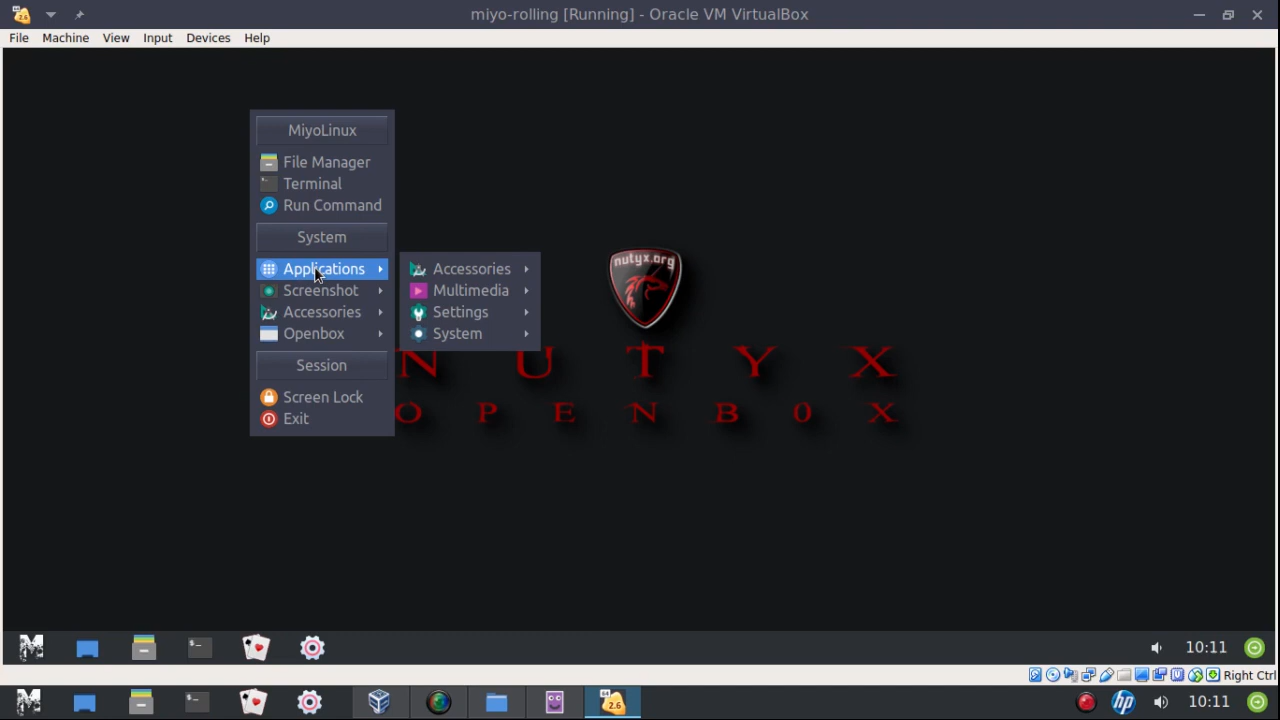 miyo-rolling [Running] - Oracle VM VirtualBox
File Machine View Input Devices Help
MiyoLinux
File Manager
Terminal
Run Command
System
Applications
Screenshot
Accessories
Openbox
Session
Screen Lock
Exit
Accessories
Multimedia
Settings
System
nutyx.org
N U T Y X
O P E N B O X
10:11
Right Ctrl
10:11